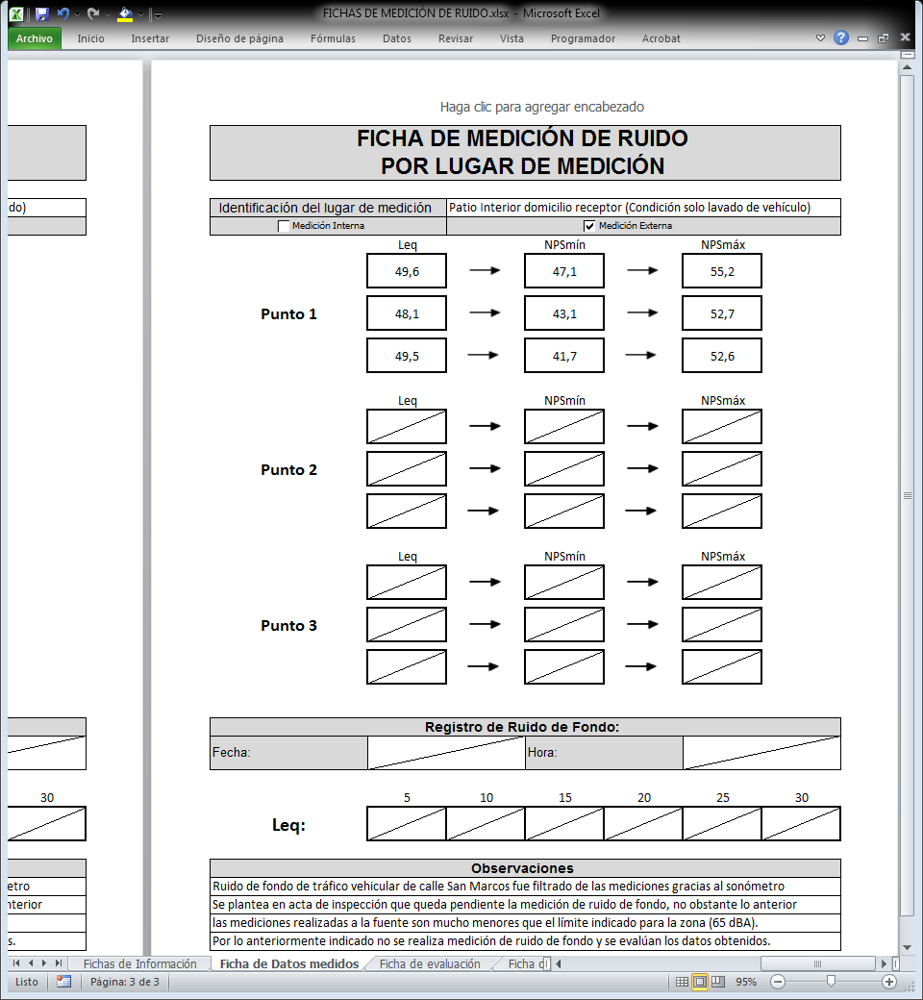 FICHAS DE MEDICIÓN DE RUIDO.xlsx - Microsoft Excel
Archivo Inicio Insertar Diseño de página Fórmulas Datos Revisar Vista Programador Acrobat
Haga clic para agregar encabezado
FICHA DE MEDICIÓN DE RUIDO
POR LUGAR DE MEDICIÓN
do) Identificación del lugar de medición Patio Interior domicilio receptor (Condición solo lavado de vehículo)
Medición Interna Medición Externa
Leq NPSmín NPSmáx
49,6 47,1 55,2
Punto 1 48,1 43,1 52,7
49,5 41,7 52,6
Leq NPSmín NPSmáx
Punto 2
Leq NPSmín NPSmáx
Punto 3
Registro de Ruido de Fondo:
Fecha: Hora:
30 5 10 15 20 25 30
Leq:
Observaciones
etro Ruido de fondo de tráfico vehicular de calle San Marcos fue filtrado de las mediciones gracias al sonómetro
nterior Se plantea en acta de inspección que queda pendiente la medición de ruido de fondo, no obstante lo anterior
las mediciones realizadas a la fuente son mucho menores que el límite indicado para la zona (65 dBA).
s. Por lo anteriormente indicado no se realiza medición de ruido de fondo y se evalúan los datos obtenidos.
Fichas de Información Ficha de Datos medidos Ficha de evaluación Ficha d
Listo Página: 3 de 3 95%